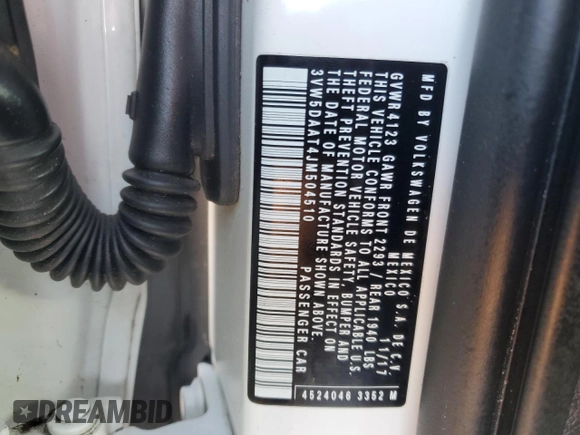 MFD BY VOLKSWAGEN DE MEXICO S.A. DE C.V
MEXICO 11/17
GVWR 4123 GAWR FRONT 2293 / REAR 1940 LBS
THIS VEHICLE CONFORMS TO ALL APPLICABLE U.S.
FEDERAL MOTOR VEHICLE SAFETY, BUMPER AND
THEFT PREVENTION STANDARDS IN EFFECT ON
THE DATE OF MANUFACTURE SHOWN ABOVE.
3VW5DAAT4JM504510 PASSENGER CAR
4524046 3362 M
DREAMBID